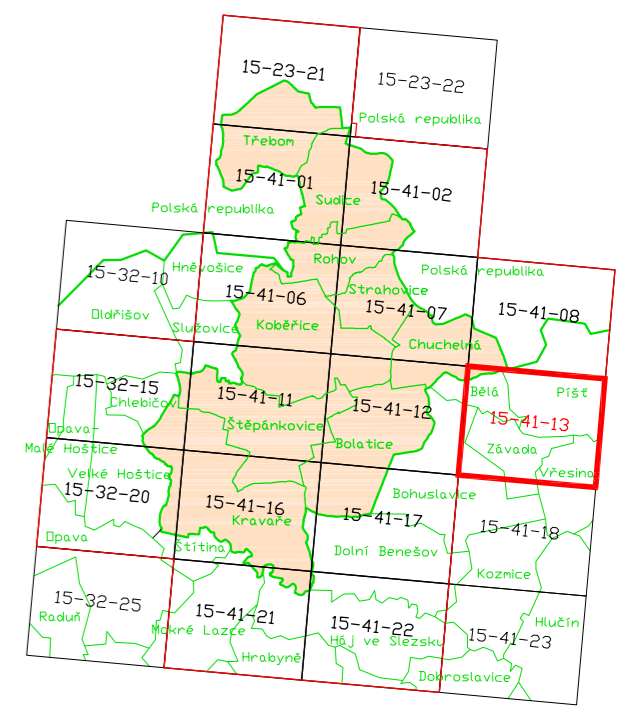 15-23-21
15-23-22
Polská republika
Třebom
15-41-01
15-41-02
Sudice
Polská republika
Rohov
Hněvošice
Polská republika
15-32-10
Strahovice
15-41-06
15-41-07
15-41-08
Oldřišov
Služovice
Kobeřice
Chuchelná
15-32-15
Bělá
Píšť
15-41-11
Chlebičov
15-41-12
15-41-13
Štěpánkovice
Opava-
Malé Hoštice
Bolatice
Závada
Velké Hoštice
Vřesina
15-32-20
Bohuslavice
15-41-16
Kravaře
15-41-17
15-41-18
Opava
Štítina
Dolní Benešov
Kozmice
15-32-25
15-41-21
Raduň
Mokré Lazce
15-41-22
Háj ve Slezsku
15-41-23
Hlučín
Hrabyně
Dobroslavice